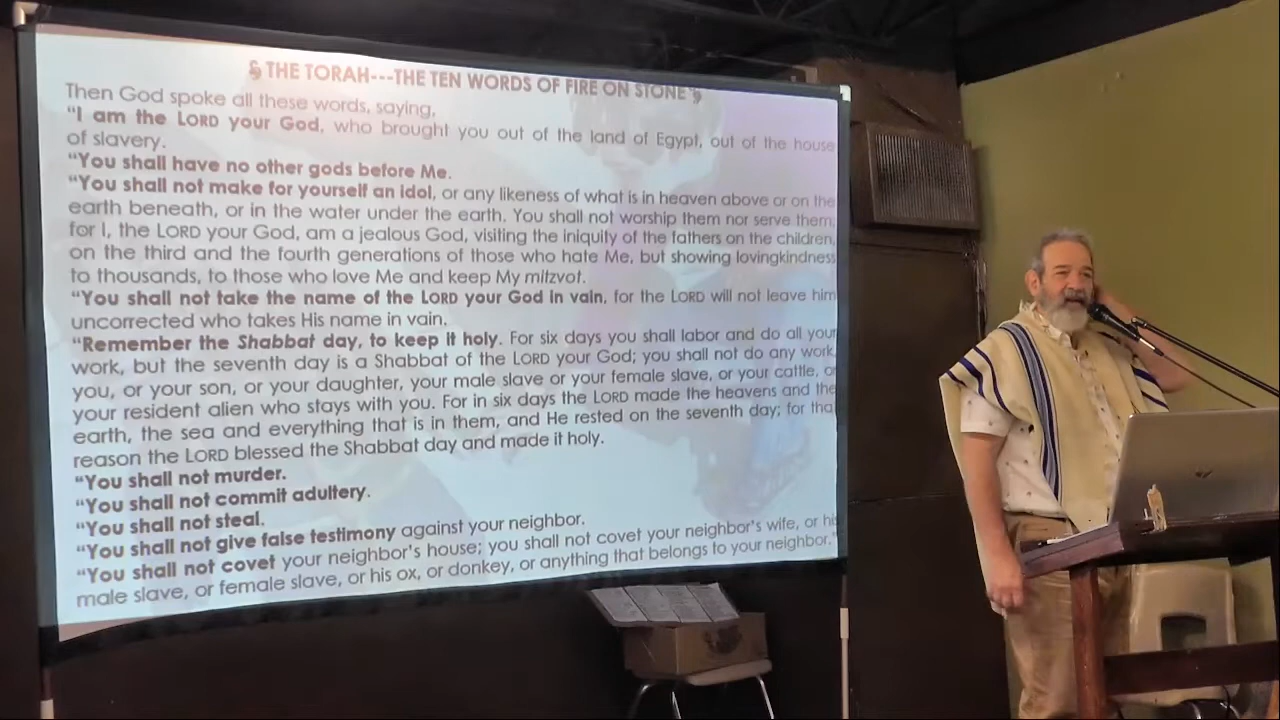 THE TORAH---THE TEN WORDS OF FIRE ON STONE
Then God spoke all these words, saying,
"I am the LORD your God, who brought you out of the land of Egypt, out of the house
of slavery.
"You shall have no other gods before Me.
"You shall not make for yourself an idol, or any likeness of what is in heaven above or on the
earth beneath, or in the water under the earth. You shall not worship them nor serve them,
for I, the LORD your God, am a jealous God, visiting the iniquity of the fathers on the children,
on the third and the fourth generations of those who hate Me, but showing lovingkindness
to thousands, to those who love Me and keep My mitzvot.
"You shall not take the name of the LORD your God in vain, for the LORD will not leave him
uncorrected who takes His name in vain.
"Remember the Shabbat day, to keep it holy. For six days you shall labor and do all your
work, but the seventh day is a Shabbat of the LORD your God; you shall not do any work,
you, or your son, or your daughter, your male slave or your female slave, or your cattle, or
your resident alien who stays with you. For in six days the LORD made the heavens and the
earth, the sea and everything that is in them, and He rested on the seventh day; for that
reason the LORD blessed the Shabbat day and made it holy.
"You shall not murder.
"You shall not commit adultery.
"You shall not steal.
"You shall not give false testimony against your neighbor.
"You shall not covet your neighbor's house; you shall not covet your neighbor's wife, or his
male slave, or female slave, or his ox, or donkey, or anything that belongs to your neighbor."